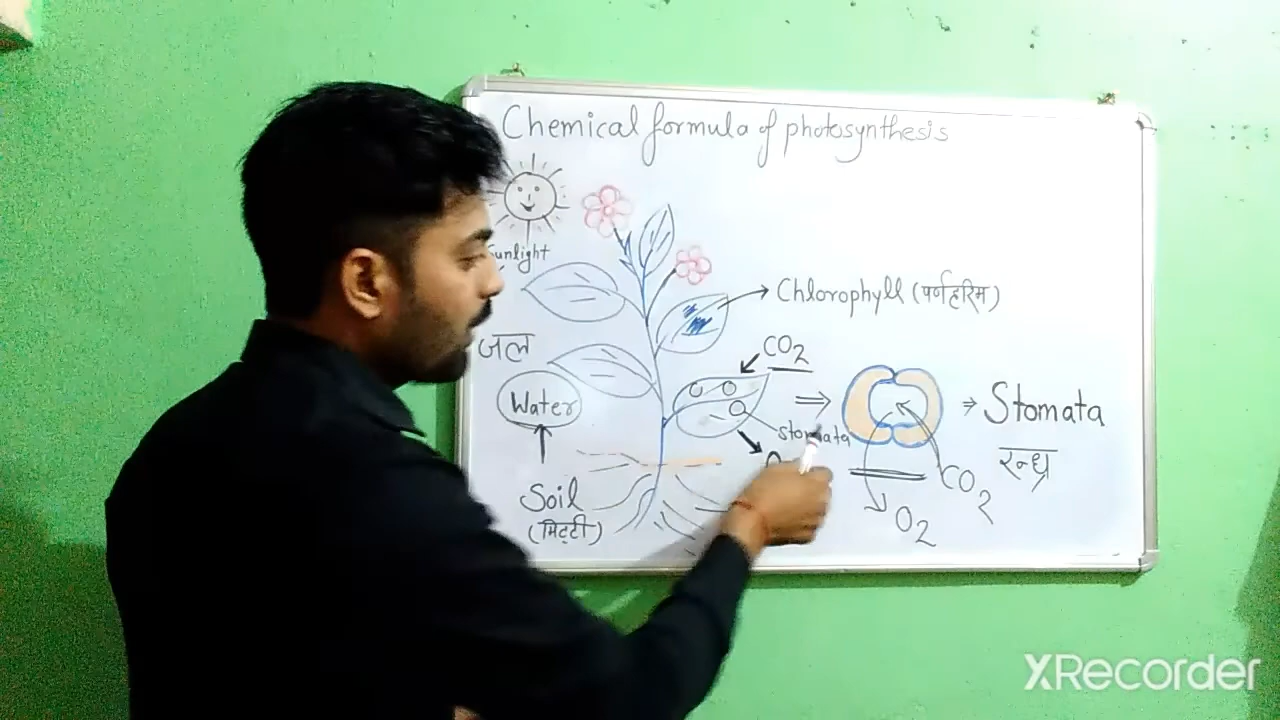 Chemical formula of photosynthesis
Sunlight
Chlorophyll (पर्णहरिम)
जल
CO2
Water
Stomata
stomata
रन्ध्र
CO2
Soil
(मिट्टी)
O2
XRecorder